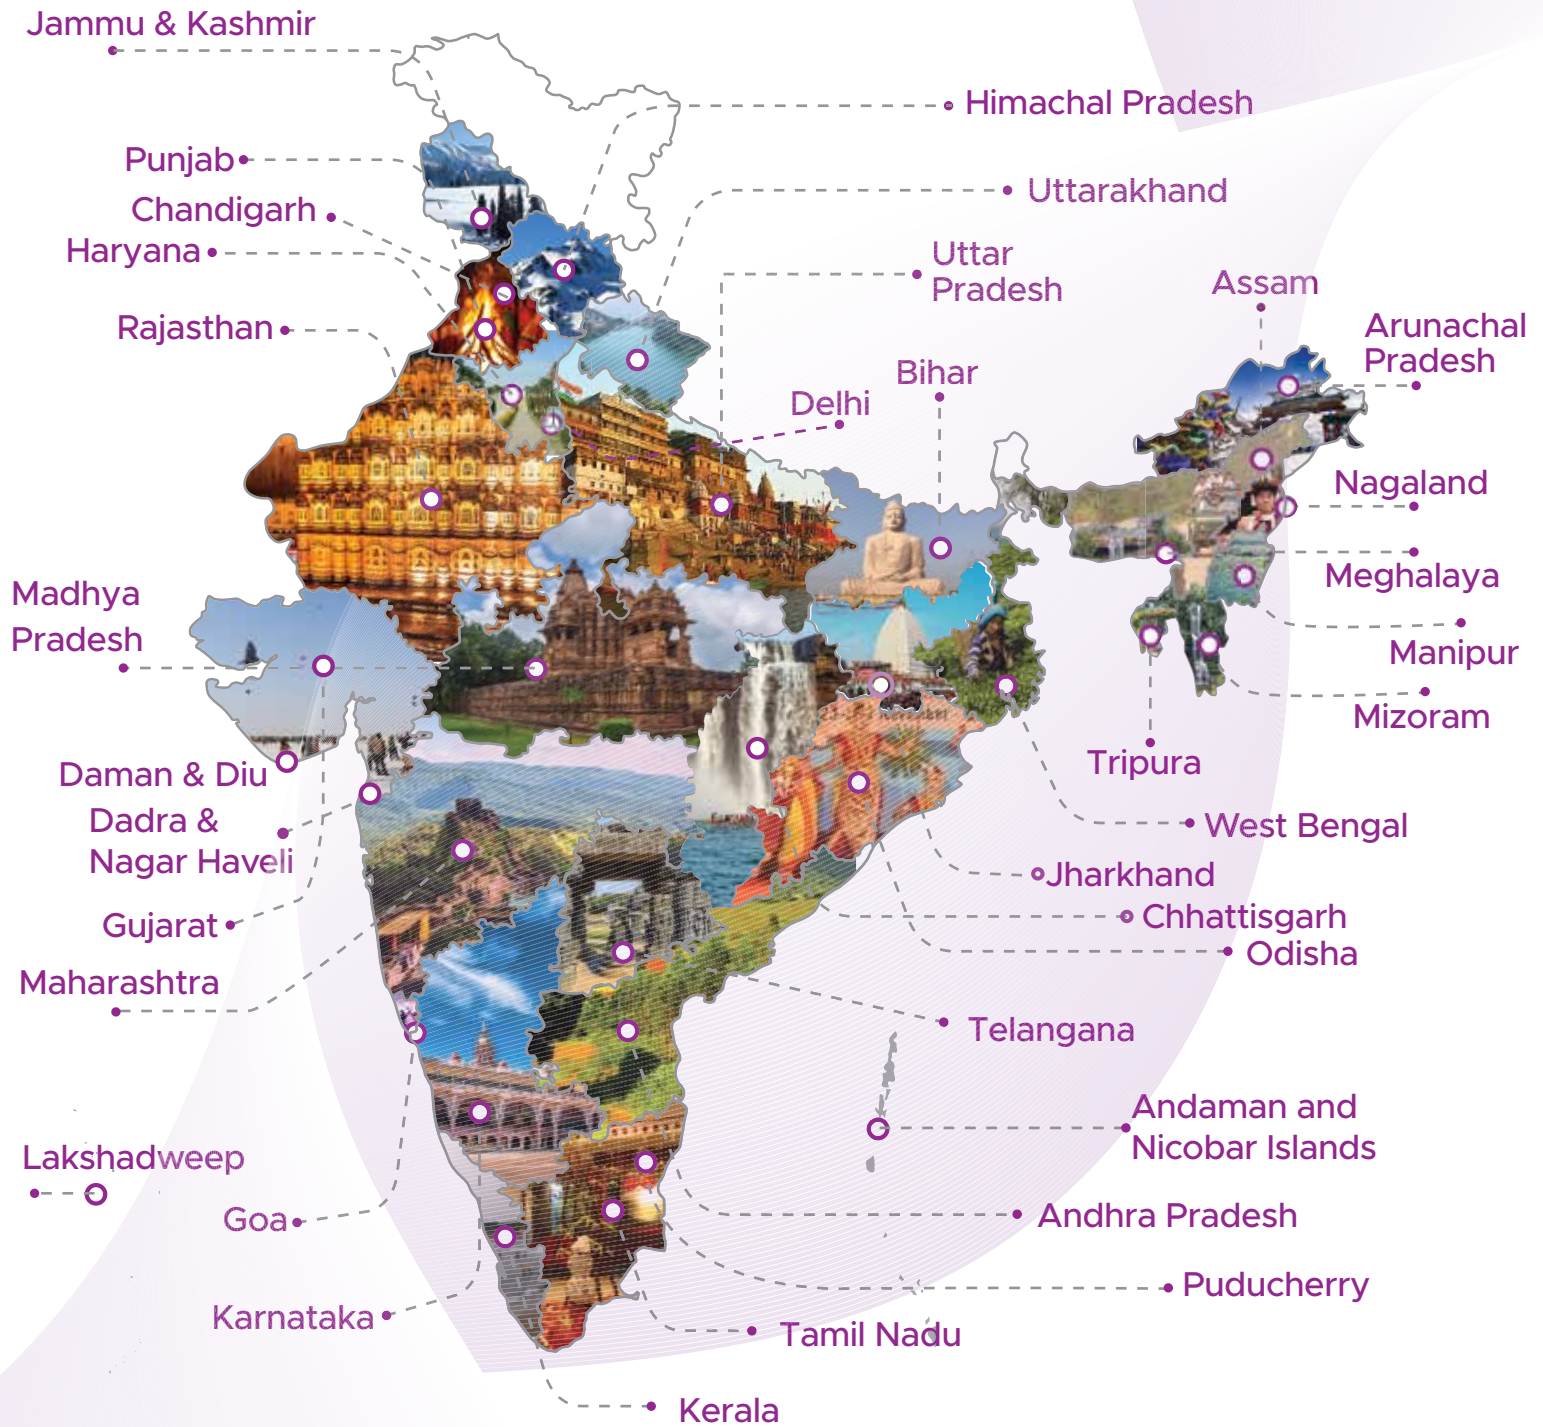 Jammu & Kashmir
Himachal Pradesh
Punjab
Uttarakhand
Chandigarh
Haryana
Uttar
Pradesh
Assam
Rajasthan
Arunachal
Pradesh
Bihar
Delhi
Nagaland
Meghalaya
Madhya
Pradesh
Manipur
Mizoram
Tripura
Daman & Diu
Dadra &
Nagar Haveli
West Bengal
Jharkhand
Chhattisgarh
Gujarat
Odisha
Maharashtra
Telangana
Andaman and
Nicobar Islands
Lakshadweep
Goa
Andhra Pradesh
Puducherry
Karnataka
Tamil Nadu
Kerala